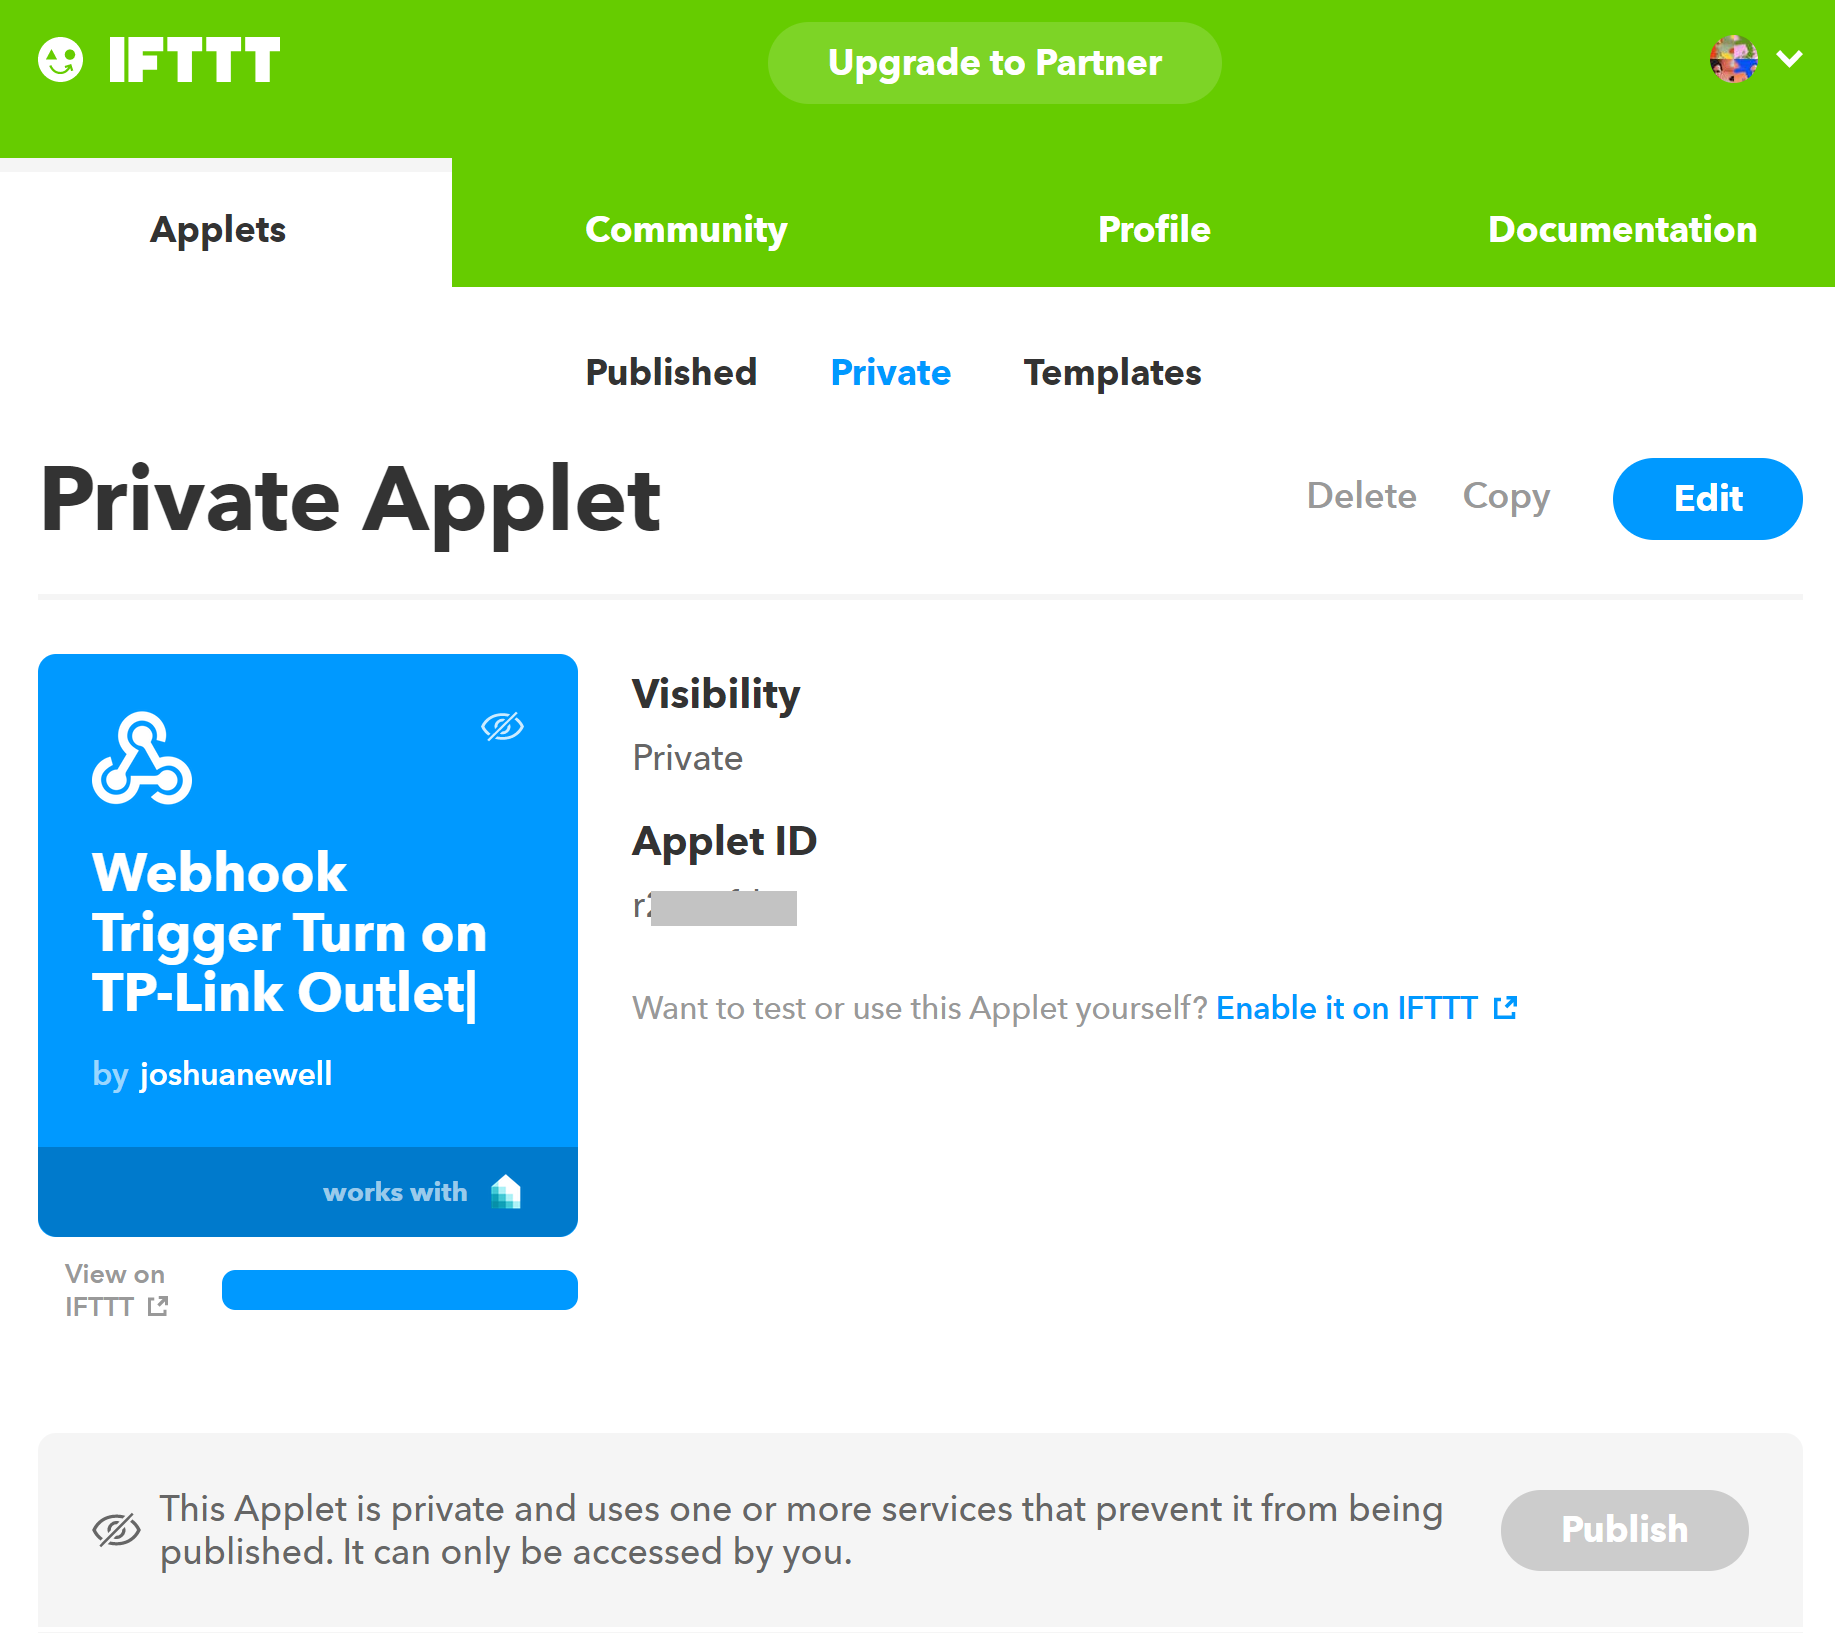 IFTTT
Upgrade to Partner
Applets
Community
Profile
Documentation
Published
Private
Templates
Private Applet
Delete
Copy
Edit
Webhook
Trigger Turn on
TP-Link Outlet|
by joshuanewell
works with
View on
IFTTT
Visibility
Private
Applet ID
Want to test or use this Applet yourself? Enable it on IFTTT
This Applet is private and uses one or more services that prevent it from being
published. It can only be accessed by you.
Publish